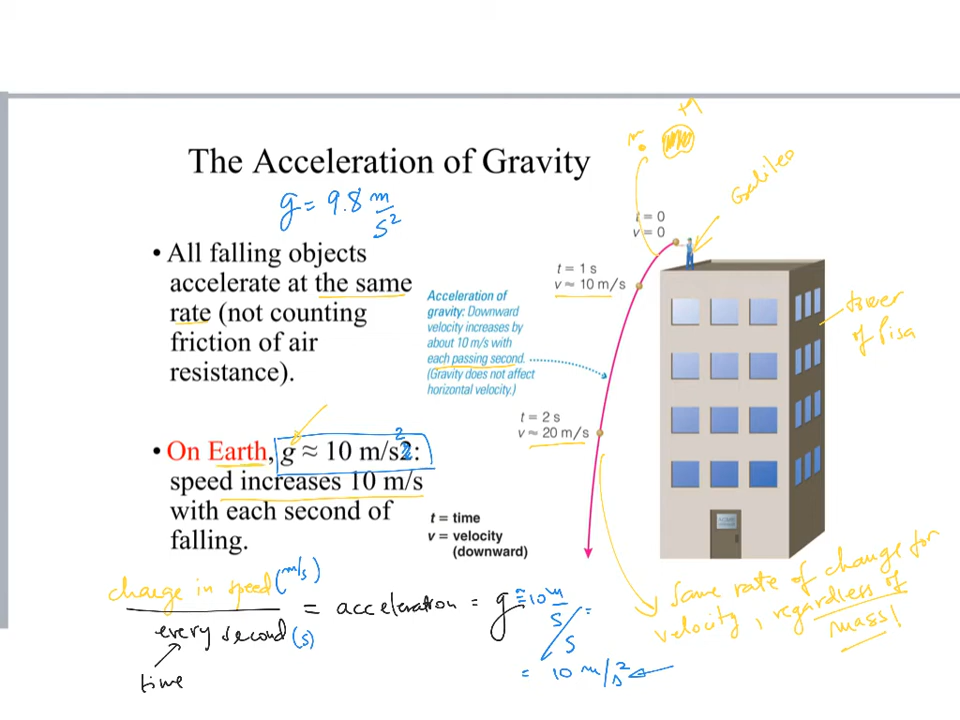 m M
The Acceleration of Gravity
g = 9.8 m/s²
Galileo
t = 0
v = 0
• All falling objects
accelerate at the same
rate (not counting
friction of air
resistance).
t = 1 s
v ≈ 10 m/s
Acceleration of
gravity: Downward
velocity increases by
about 10 m/s with
each passing second.
(Gravity does not affect
horizontal velocity.)
tower
of Pisa
t = 2 s
v ≈ 20 m/s
• On Earth, g ≈ 10 m/s2:
2
speed increases 10 m/s
with each second of
falling.
t = time
v = velocity
(downward)
change in speed (m/s)
every second (s)
= acceleration = g ≅ 10 m/s / s =
= 10 m/s²
time
Same rate of change for
velocity, regardless of
mass!